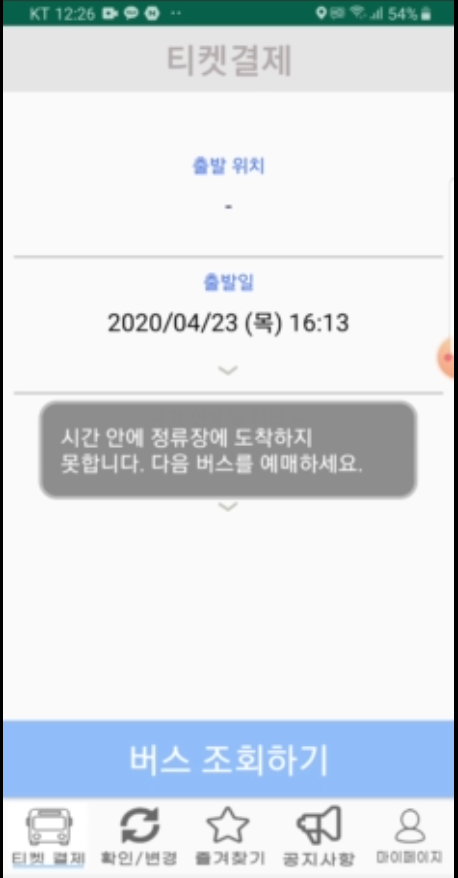 KT 12:26 54%
티켓결제
출발 위치
-
출발일
2020/04/23 (목) 16:13
시간 안에 정류장에 도착하지
못합니다. 다음 버스를 예매하세요.
버스 조회하기
티켓 결제 확인/변경 즐겨찾기 공지사항 마이페이지